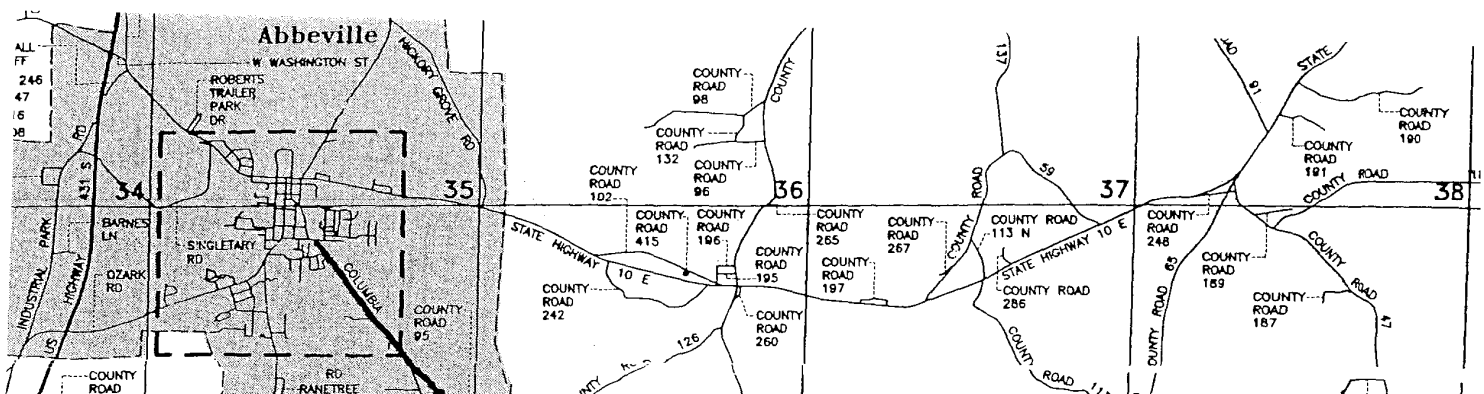 Abbeville
W WASHINGTON ST
ALL
FF
246
47
16
ROBERTS
TRAILER
PARK
DR
HICKORY GROVE RD
431 S
RD
34
35
BARNES
LN
SINGLETARY
RD
OZARK
RD
INDUSTRIAL PARK
US HIGHWAY
COLUMBIA
COUNTY
ROAD
95
COUNTY
ROAD
RD
RANETREE
STATE HIGHWAY 10 E
COUNTY
ROAD
98
COUNTY
COUNTY
ROAD
132
COUNTY
ROAD
96
COUNTY
ROAD
102
COUNTY
ROAD
415
COUNTY
ROAD
196
36
COUNTY
ROAD
265
COUNTY
ROAD
195
COUNTY
ROAD
197
COUNTY
ROAD
242
COUNTY
ROAD
260
126
137
59
COUNTY ROAD
COUNTY
ROAD
267
COUNTY ROAD
113 N
STATE HIGHWAY 10 E
COUNTY ROAD
286
COUNTY
ROAD
37
91
STATE
COUNTY
ROAD
190
COUNTY
ROAD
191
COUNTY ROAD
38
COUNTY
ROAD
248
COUNTY
ROAD
189
COUNTY
ROAD
187
COUNTY ROAD
47
OUNTY ROAD 65